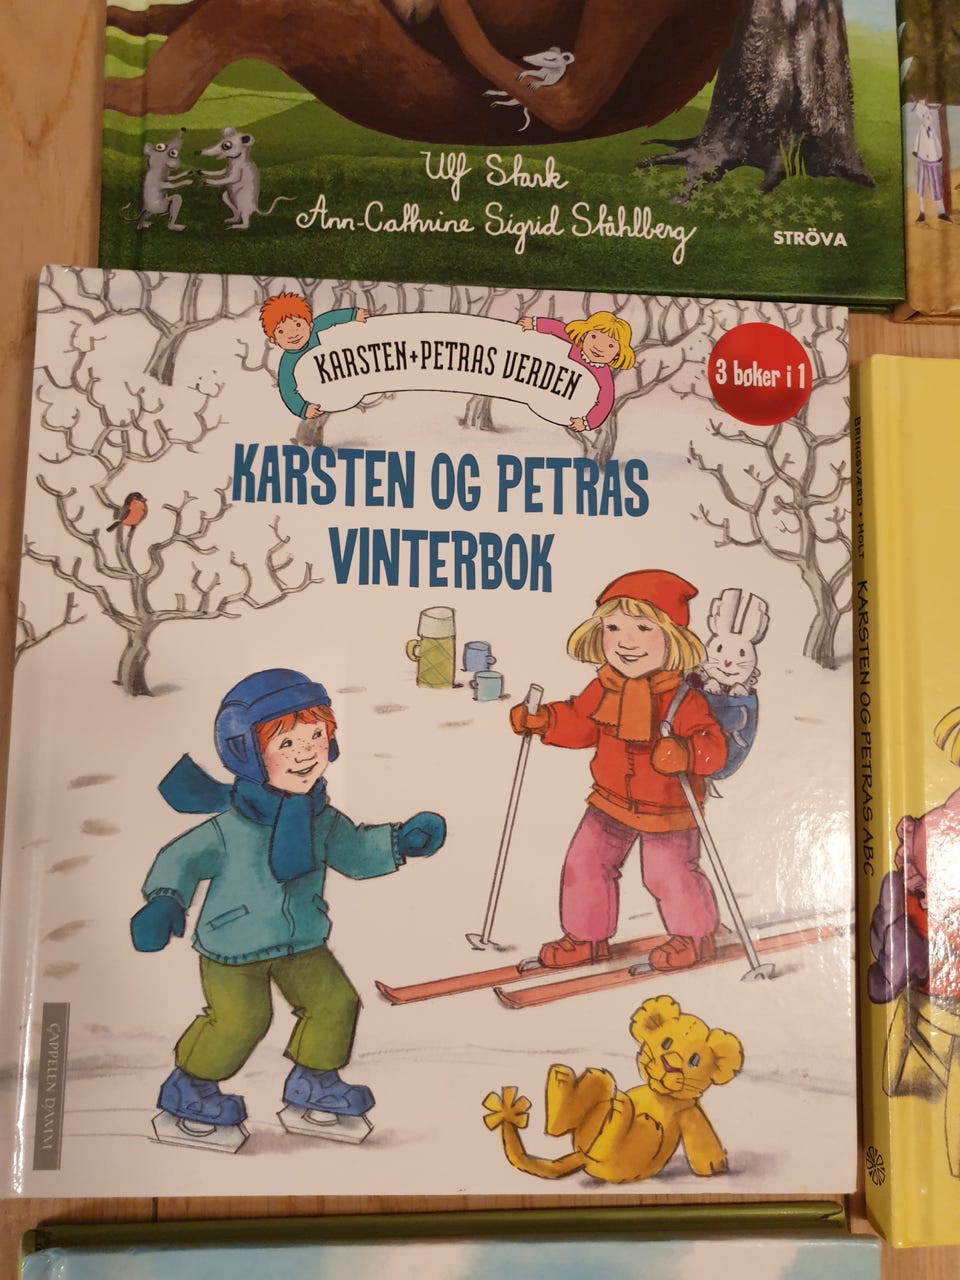 Ulf Stark
Ann-Cathrine Sigrid Ståhlberg
STRÖVA
KARSTEN+PETRAS VERDEN
3 bøker i 1
KARSTEN OG PETRAS
VINTERBOK
CAPPELEN DAMM
BRINGSVÆRD • HOLT KARSTEN OG PETRAS ABC